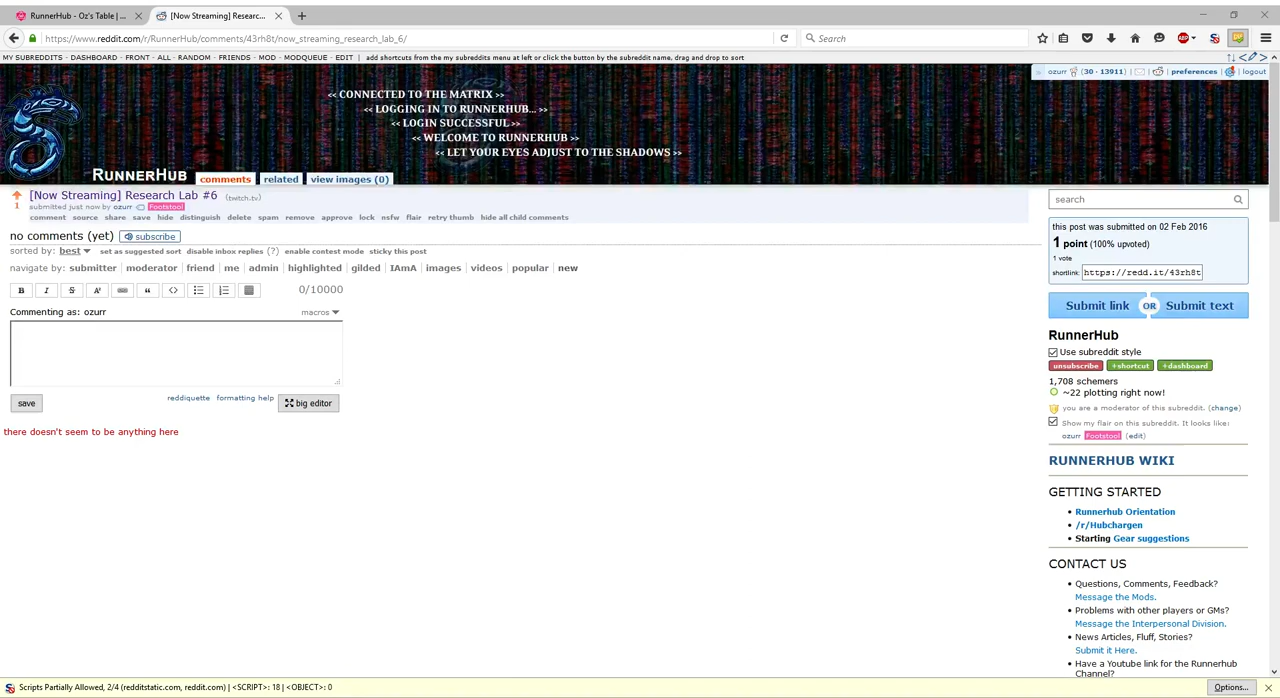 RunnerHub - Oz's Table | ...
[Now Streaming] Researc...
https://www.reddit.com/r/RunnerHub/comments/43rh8t/now_streaming_research_lab_6/
Search
MY SUBREDDITS - DASHBOARD - FRONT - ALL - RANDOM - FRIENDS - MOD - MODQUEUE - EDIT | add shortcuts from the my subreddits menu at left or click the button by the subreddit name, drag and drop to sort
ozurr (30 · 13911) | | preferences | | logout
<< CONNECTED TO THE MATRIX >>
<< LOGGING IN TO RUNNERHUB... >>
<< LOGIN SUCCESSFUL >>
<< WELCOME TO RUNNERHUB >>
<< LET YOUR EYES ADJUST TO THE SHADOWS >>
RUNNERHUB comments related view images (0)
1
[Now Streaming] Research Lab #6 (twitch.tv)
submitted just now by ozurr Footstool
comment source share save hide distinguish delete spam remove approve lock nsfw flair retry thumb hide all child comments
no comments (yet) subscribe
sorted by: best set as suggested sort disable inbox replies (?) enable contest mode sticky this post
navigate by: submitter moderator friend me admin highlighted gilded IAmA images videos popular new
B I S 0/10000
Commenting as: ozurr macros
save reddiquette formatting help big editor
there doesn't seem to be anything here
search
this post was submitted on 02 Feb 2016
1 point (100% upvoted)
1 vote
shortlink: https://redd.it/43rh8t
Submit link OR Submit text
RunnerHub
Use subreddit style
unsubscribe +shortcut +dashboard
1,708 schemers
~22 plotting right now!
you are a moderator of this subreddit. (change)
Show my flair on this subreddit. It looks like:
ozurr Footstool (edit)
RUNNERHUB WIKI
GETTING STARTED
Runnerhub Orientation
/r/Hubchargen
Starting Gear suggestions
CONTACT US
Questions, Comments, Feedback?
Message the Mods.
Problems with other players or GMs?
Message the Interpersonal Division.
News Articles, Fluff, Stories?
Submit it Here.
Have a Youtube link for the Runnerhub
Channel?
Scripts Partially Allowed, 2/4 (redditstatic.com, reddit.com) | <SCRIPT>: 18 | <OBJECT>: 0
Options...